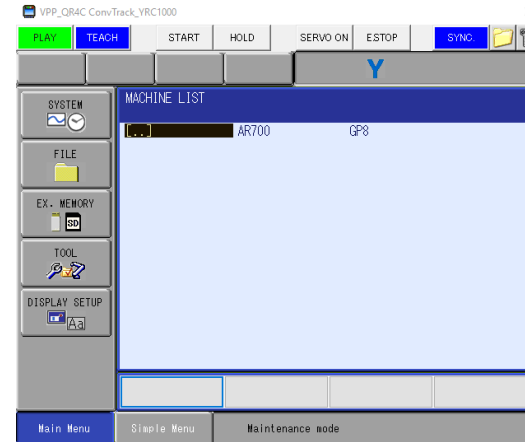 VPP_QR4C ConvTrack_YRC1000
PLAY TEACH START HOLD SERVO ON E.STOP SYNC.
Y
SYSTEM
MACHINE LIST
[..] AR700 GP8
FILE
EX. MEMORY
SD
TOOL
DISPLAY SETUP
Aa
Main Menu Simple Menu Maintenance mode